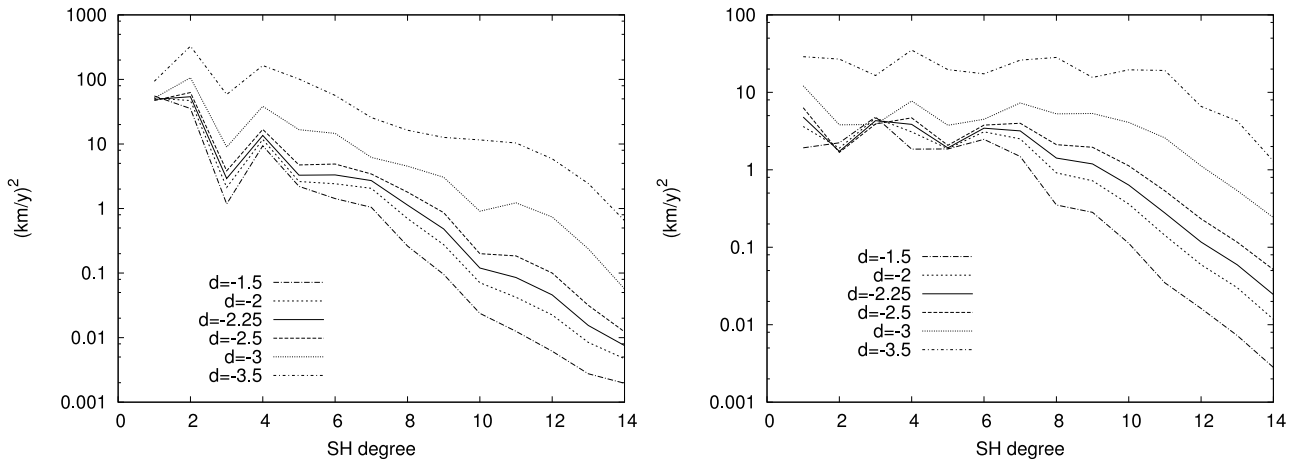 1000
100
10
1
0.1
0.01
0.001
(km/y)2
d=-1.5
d=-2
d=-2.25
d=-2.5
d=-3
d=-3.5
0 2 4 6 8 10 12 14
SH degree
100
10
1
0.1
0.01
0.001
(km/y)2
d=-1.5
d=-2
d=-2.25
d=-2.5
d=-3
d=-3.5
0 2 4 6 8 10 12 14
SH degree